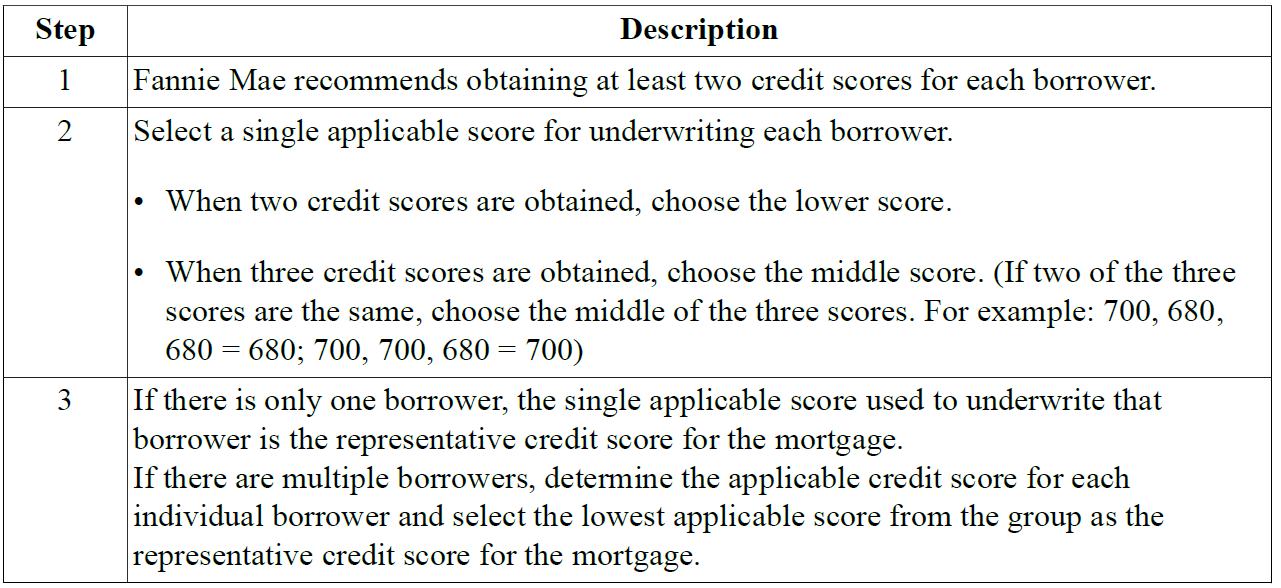 Step Description
1 Fannie Mae recommends obtaining at least two credit scores for each borrower.
2 Select a single applicable score for underwriting each borrower.
• When two credit scores are obtained, choose the lower score.
• When three credit scores are obtained, choose the middle score. (If two of the three
scores are the same, choose the middle of the three scores. For example: 700, 680,
680 = 680; 700, 700, 680 = 700)
3 If there is only one borrower, the single applicable score used to underwrite that
borrower is the representative credit score for the mortgage.
If there are multiple borrowers, determine the applicable credit score for each
individual borrower and select the lowest applicable score from the group as the
representative credit score for the mortgage.